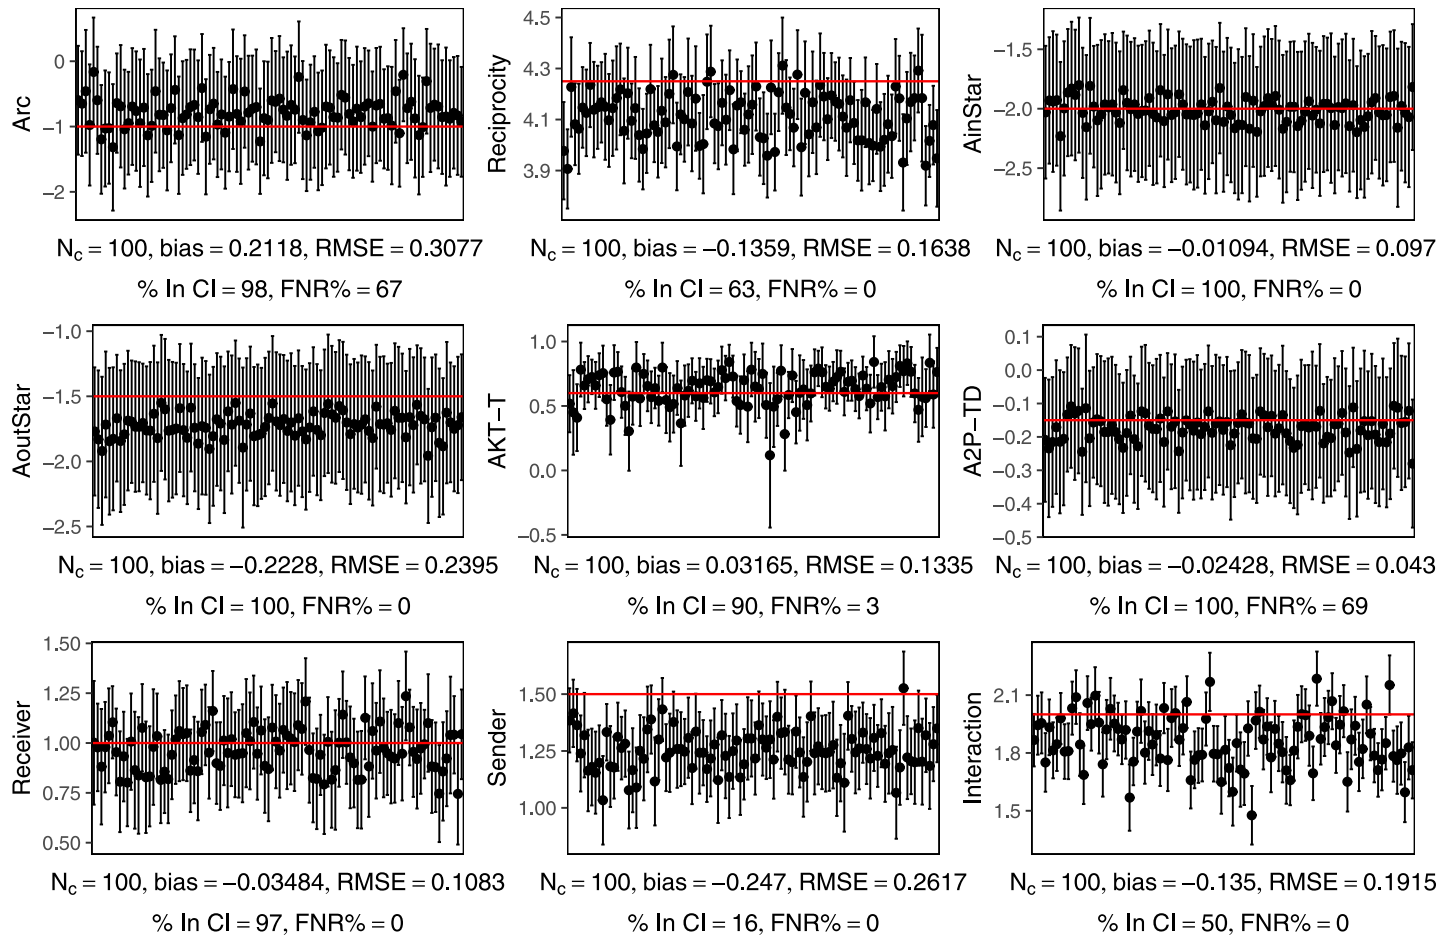 Arc
0
−1
−2
N_c = 100, bias = 0.2118, RMSE = 0.3077
% In CI = 98, FNR% = 67
Reciprocity
4.5
4.3
4.1
3.9
N_c = 100, bias = −0.1359, RMSE = 0.1638
% In CI = 63, FNR% = 0
AinStar
−1.5
−2.0
−2.5
N_c = 100, bias = −0.01094, RMSE = 0.097
% In CI = 100, FNR% = 0
AoutStar
−1.0
−1.5
−2.0
−2.5
N_c = 100, bias = −0.2228, RMSE = 0.2395
% In CI = 100, FNR% = 0
AKT−T
1.0
0.5
0.0
−0.5
N_c = 100, bias = 0.03165, RMSE = 0.1335
% In CI = 90, FNR% = 3
A2P−TD
0.1
0.0
−0.1
−0.2
−0.3
−0.4
−0.5
N_c = 100, bias = −0.02428, RMSE = 0.043
% In CI = 100, FNR% = 69
Receiver
1.50
1.25
1.00
0.75
0.50
N_c = 100, bias = −0.03484, RMSE = 0.1083
% In CI = 97, FNR% = 0
Sender
1.50
1.25
1.00
N_c = 100, bias = −0.247, RMSE = 0.2617
% In CI = 16, FNR% = 0
Interaction
2.1
1.8
1.5
N_c = 100, bias = −0.135, RMSE = 0.1915
% In CI = 50, FNR% = 0